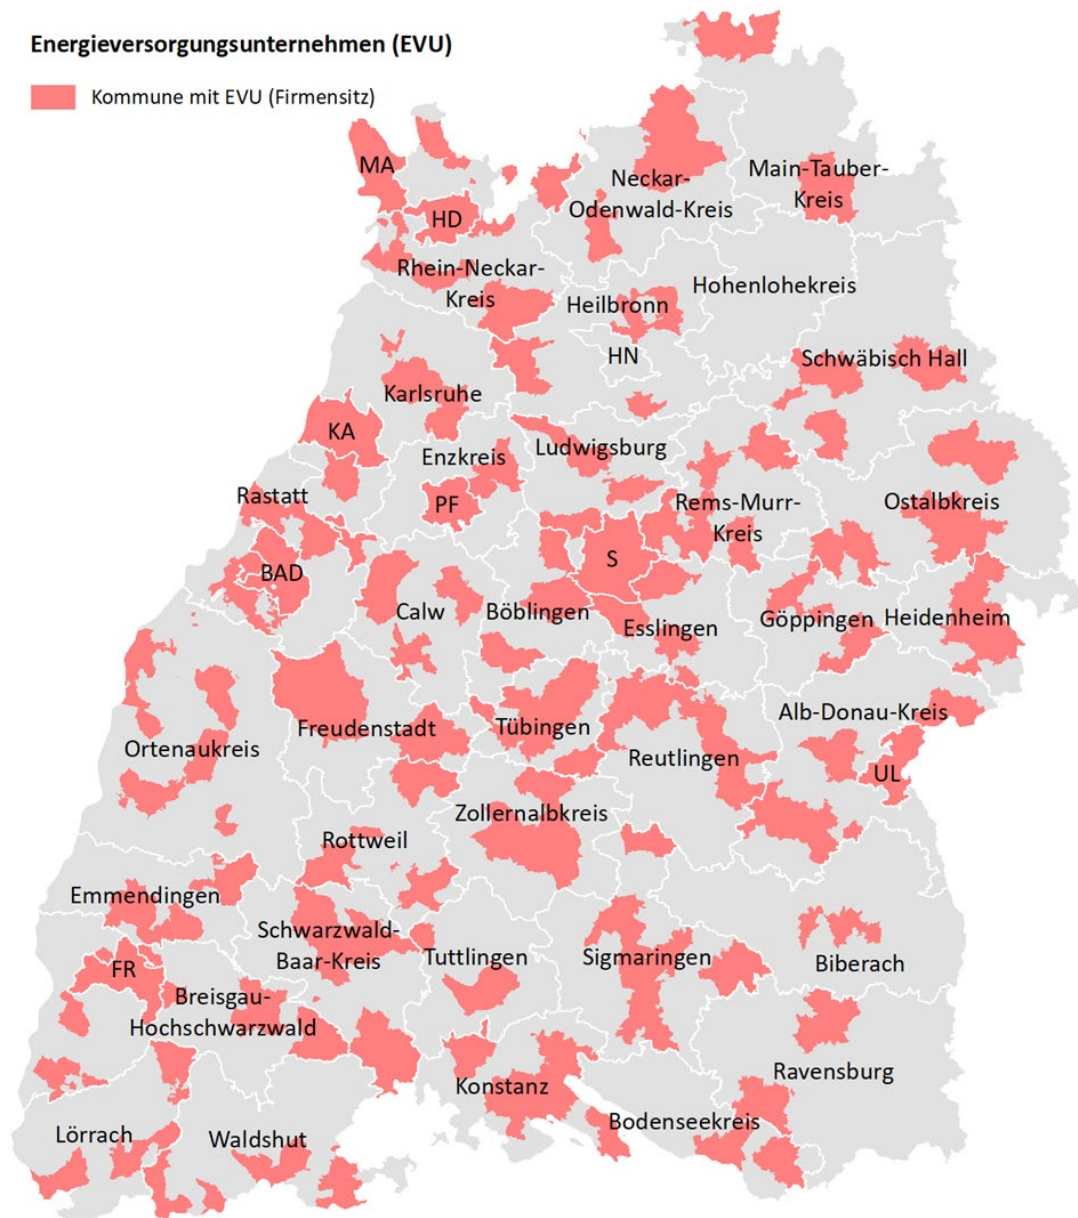 Energieversorgungsunternehmen (EVU)
Kommune mit EVU (Firmensitz)
MA
Main-Tauber-
Kreis
Neckar-
Odenwald-Kreis
HD
Rhein-Neckar-
Kreis
Hohenlohekreis
Heilbronn
HN
Schwäbisch Hall
Karlsruhe
KA
Ludwigsburg
Enzkreis
Rastatt
PF
Rems-Murr-
Kreis
Ostalbkreis
S
BAD
Calw
Böblingen
Esslingen
Göppingen
Heidenheim
Alb-Donau-Kreis
Freudenstadt
Tübingen
Ortenaukreis
Reutlingen
UL
Zollernalbkreis
Rottweil
Emmendingen
Schwarzwald-
Baar-Kreis
Tuttlingen
Sigmaringen
Biberach
FR
Breisgau-
Hochschwarzwald
Ravensburg
Konstanz
Bodenseekreis
Lörrach
Waldshut